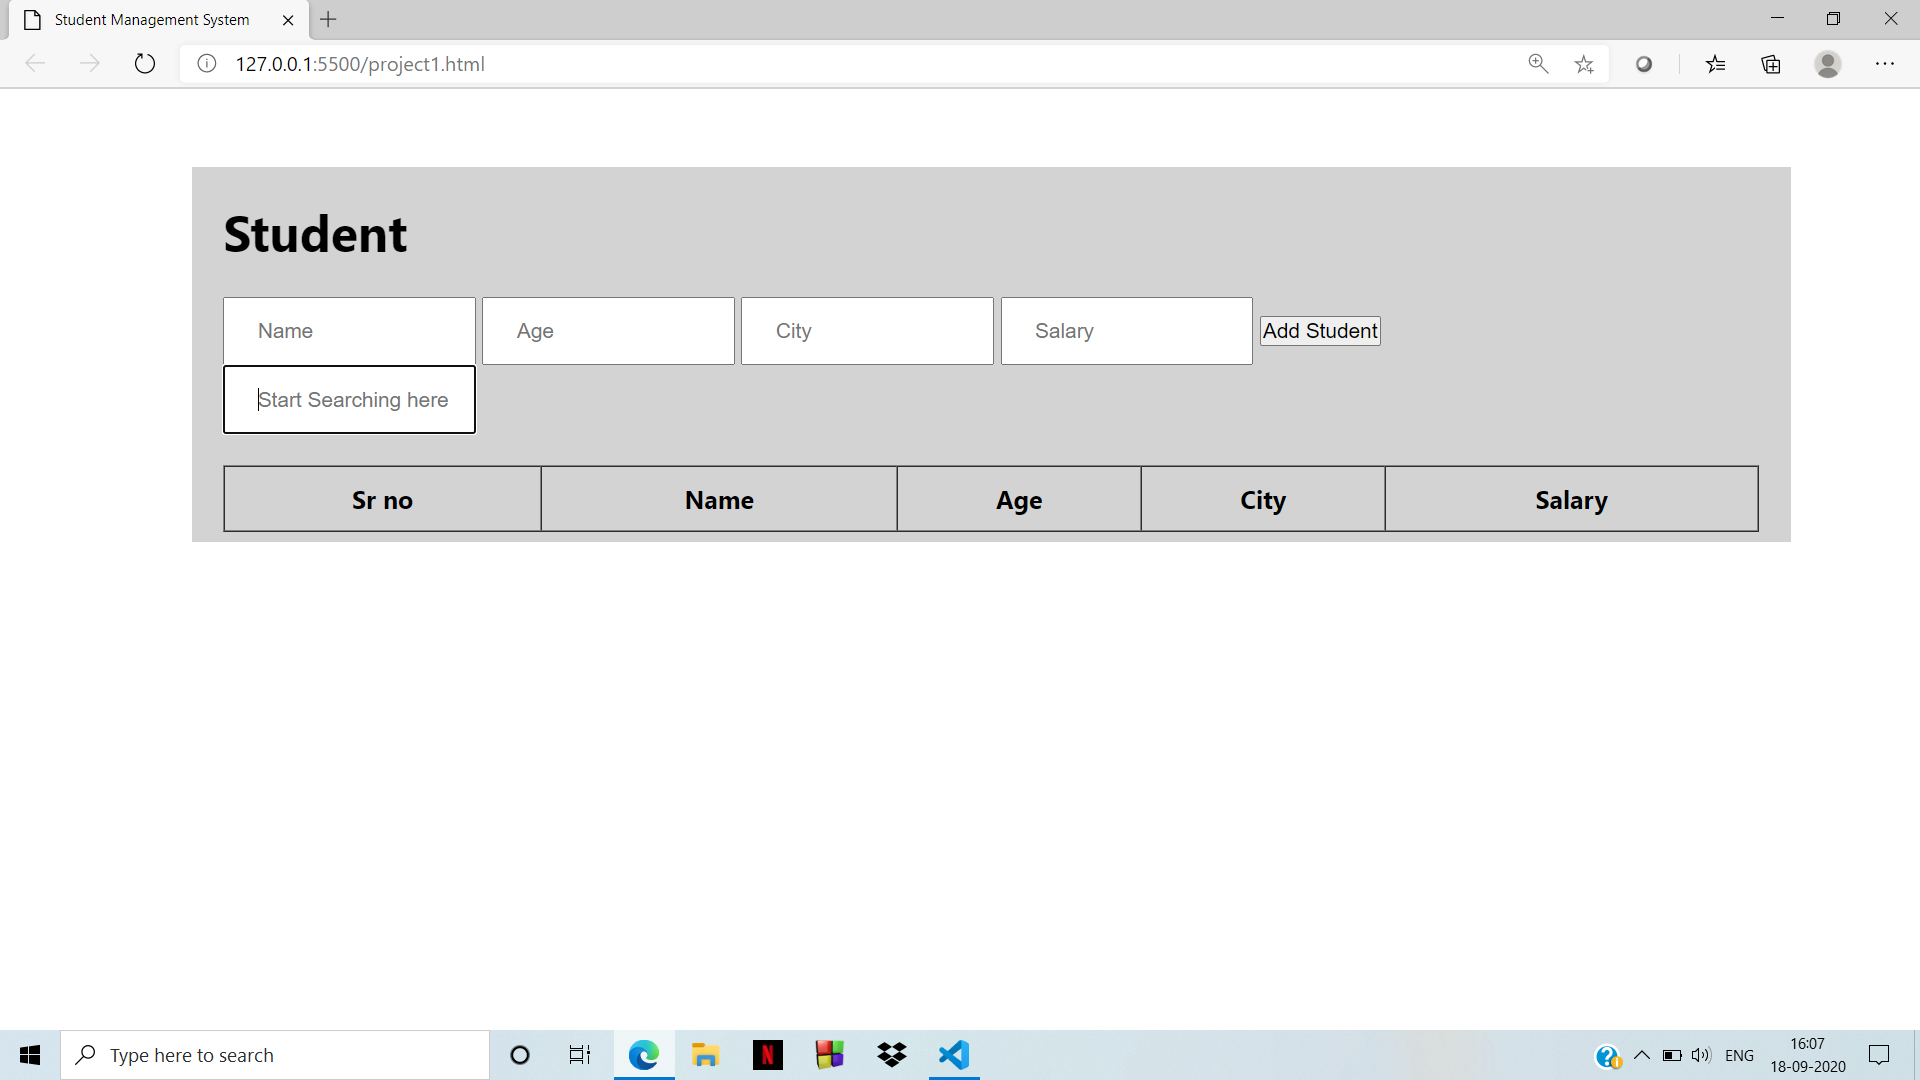 Student Management System
127.0.0.1:5500/project1.html
Student
Name Age City Salary Add Student
Start Searching here
Sr no Name Age City Salary
Type here to search
N
ENG
16:07
18-09-2020